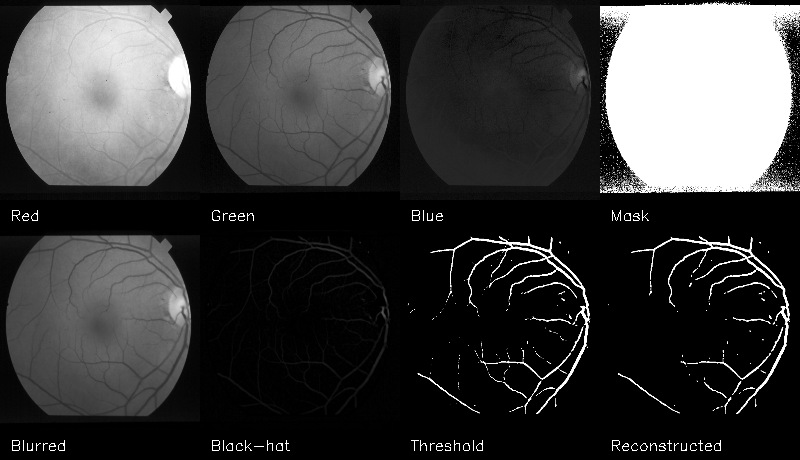 Red
Green
Blue
Mask
Blurred
Black-hat
Threshold
Reconstructed